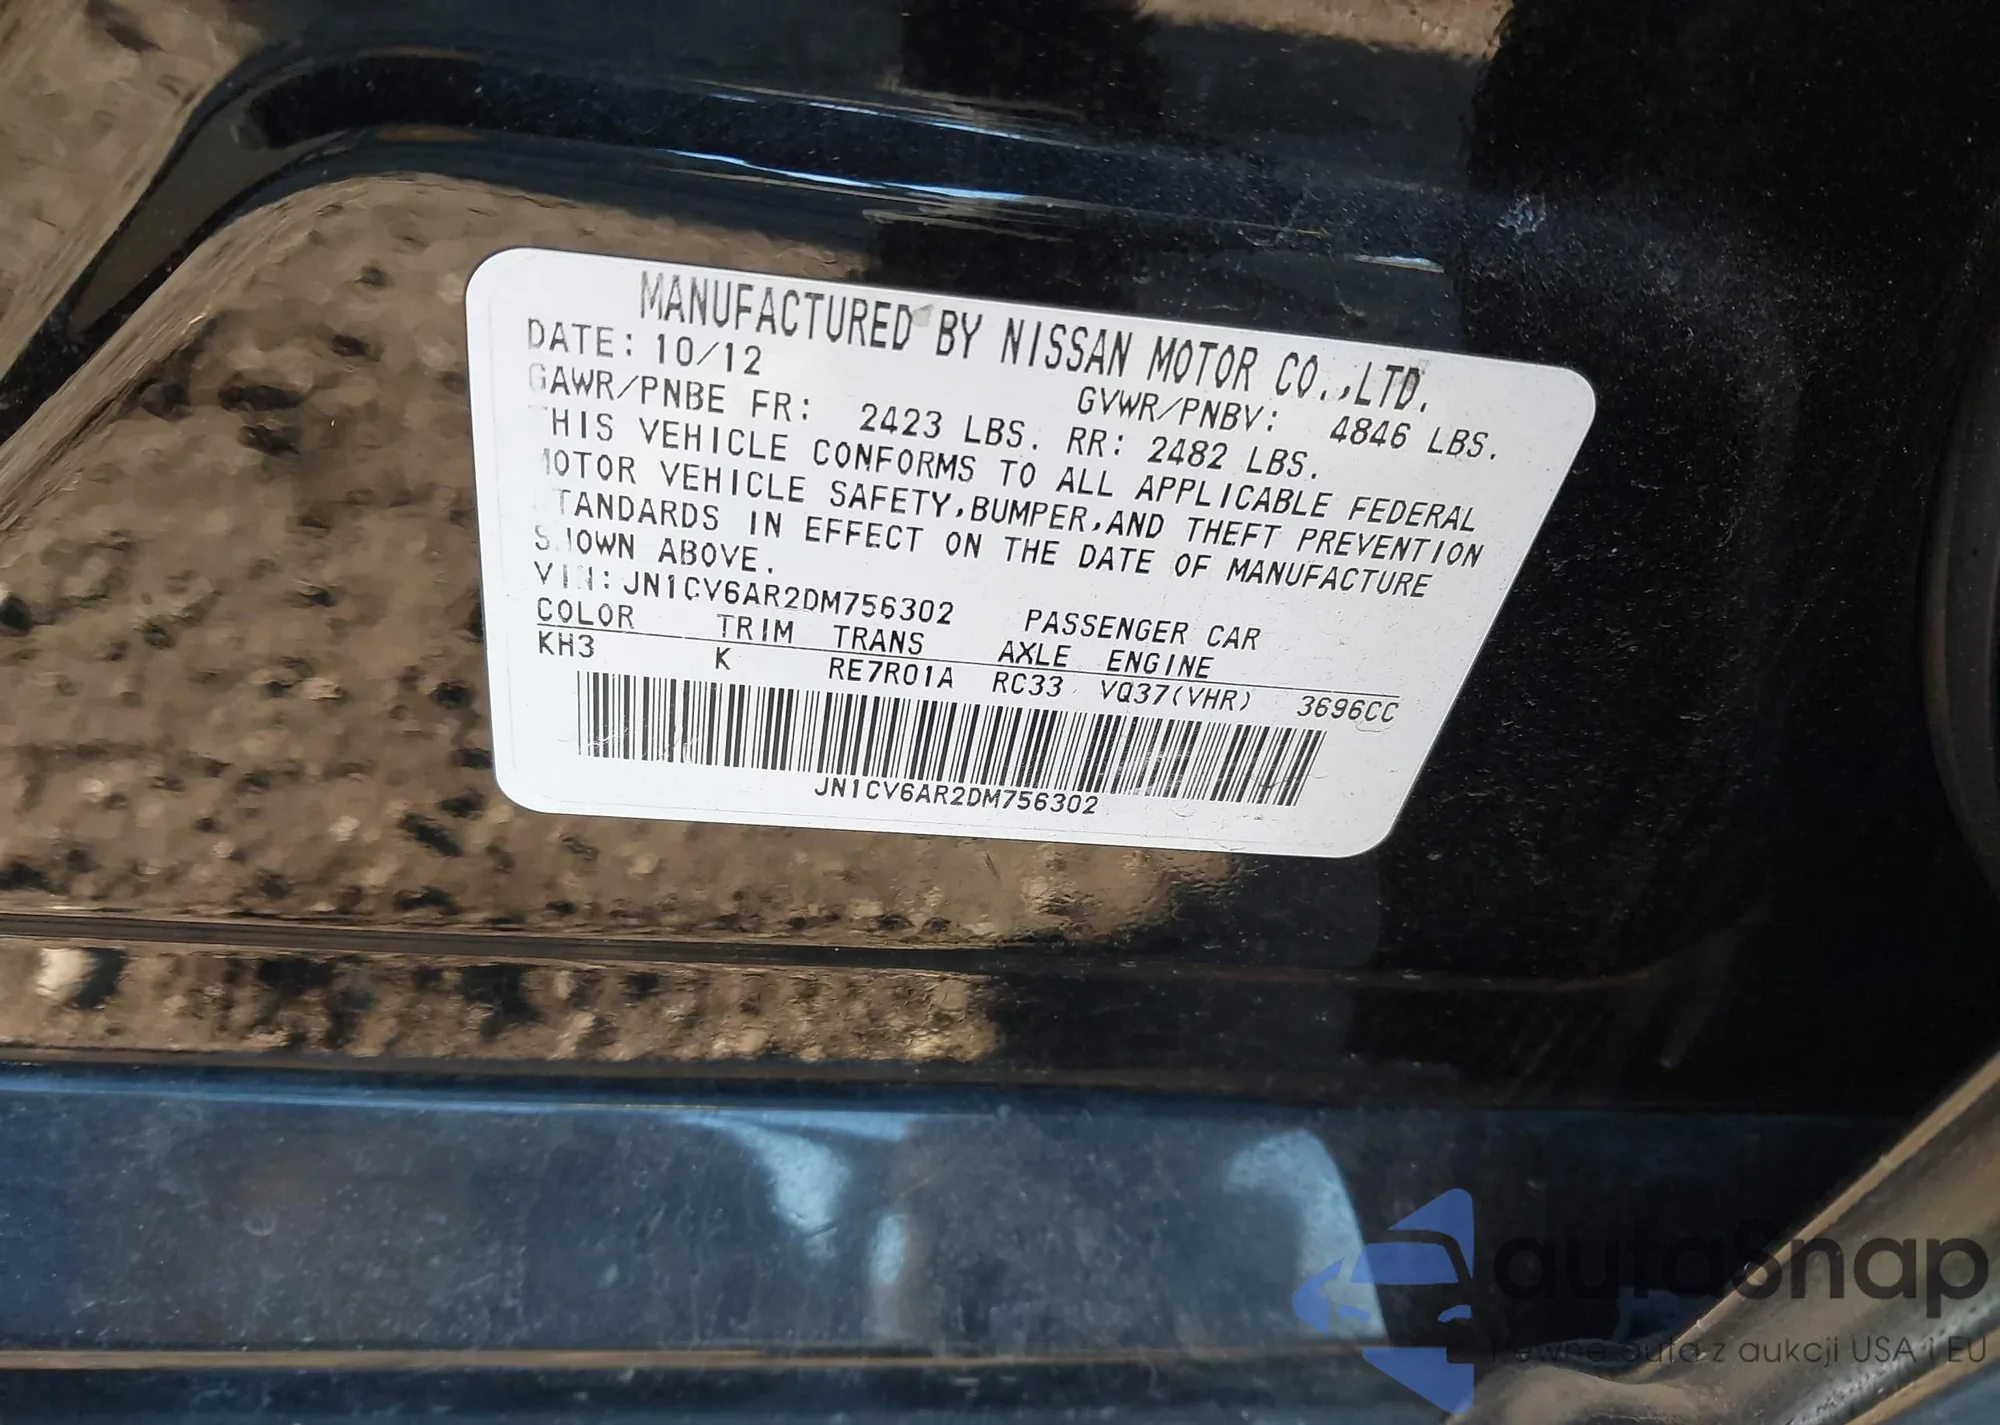 MANUFACTURED BY NISSAN MOTOR CO.,LTD.
DATE: 10/12 GVWR/PNBV: 4846 LBS.
GAWR/PNBE FR: 2423 LBS. RR: 2482 LBS.
THIS VEHICLE CONFORMS TO ALL APPLICABLE FEDERAL
MOTOR VEHICLE SAFETY,BUMPER,AND THEFT PREVENTION
STANDARDS IN EFFECT ON THE DATE OF MANUFACTURE
SHOWN ABOVE.
VIN: JN1CV6AR2DM756302 PASSENGER CAR
COLOR TRIM TRANS AXLE ENGINE
KH3 K RE7R01A RC33 VQ37(VHR) 3696CC
JN1CV6AR2DM756302
autaSnap
Pewne auta z aukcji USA i EU